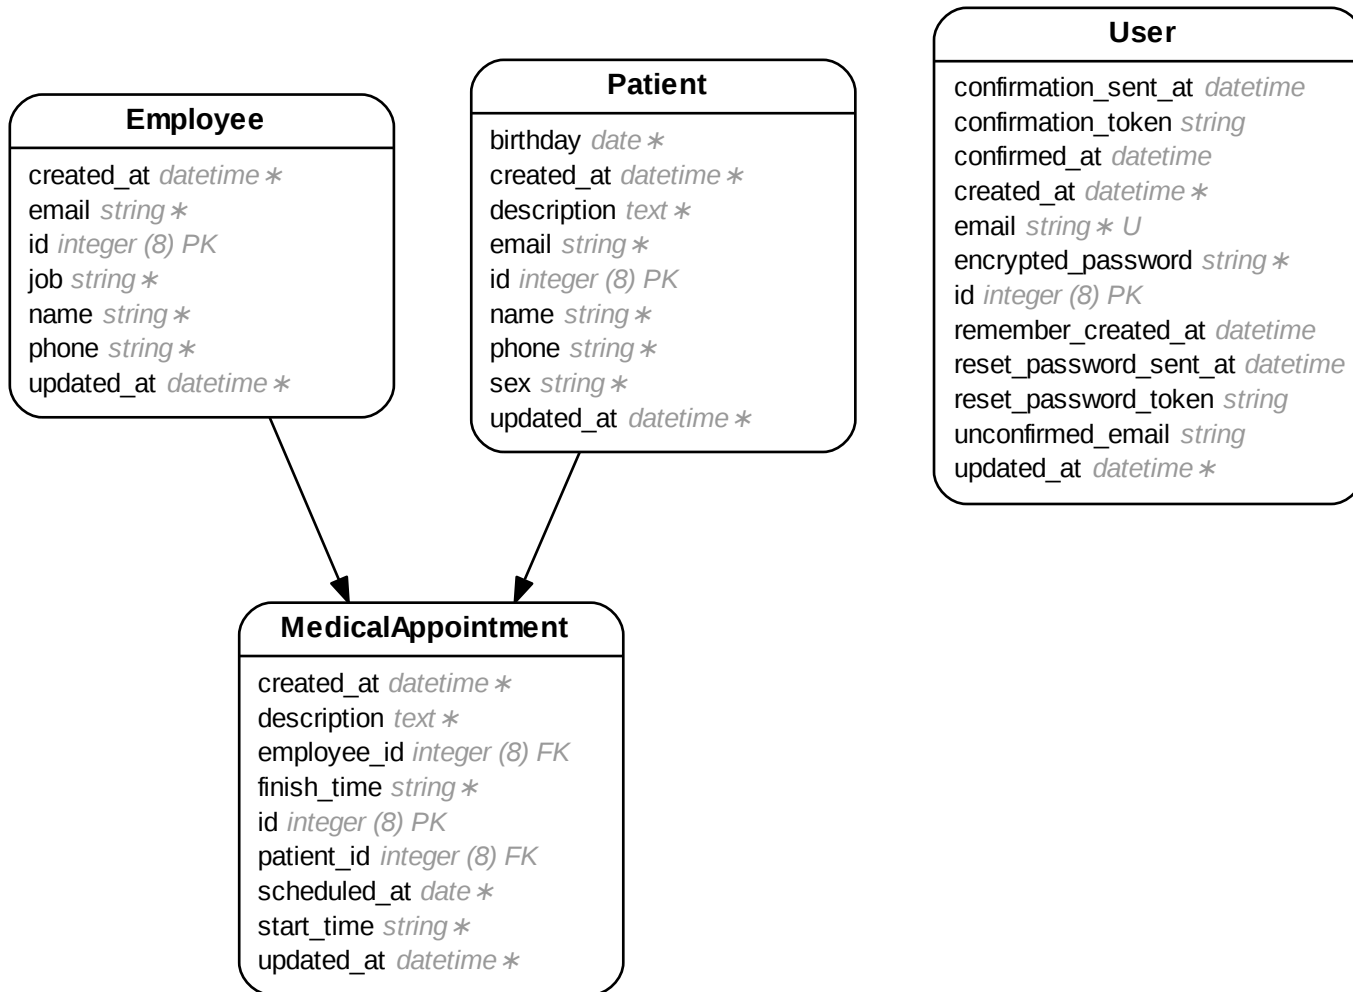 Employee
created_at datetime ∗
email string ∗
id integer (8) PK
job string ∗
name string ∗
phone string ∗
updated_at datetime ∗
Patient
birthday date ∗
created_at datetime ∗
description text ∗
email string ∗
id integer (8) PK
name string ∗
phone string ∗
sex string ∗
updated_at datetime ∗
User
confirmation_sent_at datetime
confirmation_token string
confirmed_at datetime
created_at datetime ∗
email string ∗ U
encrypted_password string ∗
id integer (8) PK
remember_created_at datetime
reset_password_sent_at datetime
reset_password_token string
unconfirmed_email string
updated_at datetime ∗
MedicalAppointment
created_at datetime ∗
description text ∗
employee_id integer (8) FK
finish_time string ∗
id integer (8) PK
patient_id integer (8) FK
scheduled_at date ∗
start_time string ∗
updated_at datetime ∗